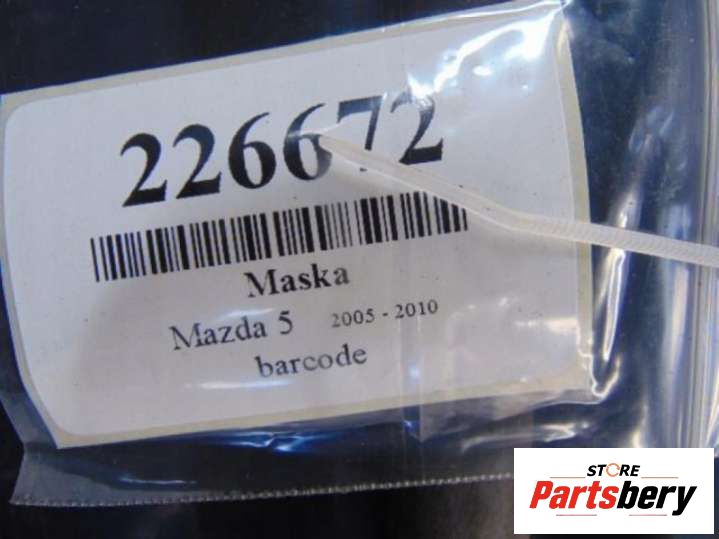 226672
Maska
Mazda 5 2005 - 2010
barcode
STORE
Partsbery